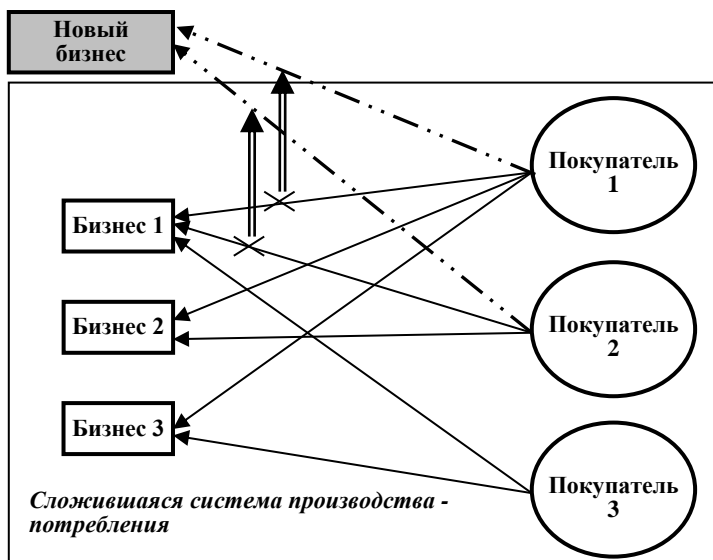 Новый
бизнес
Покупатель
1
Бизнес 1
Бизнес 2
Покупатель
2
Бизнес 3
Покупатель
3
Сложившаяся система производства -
потребления